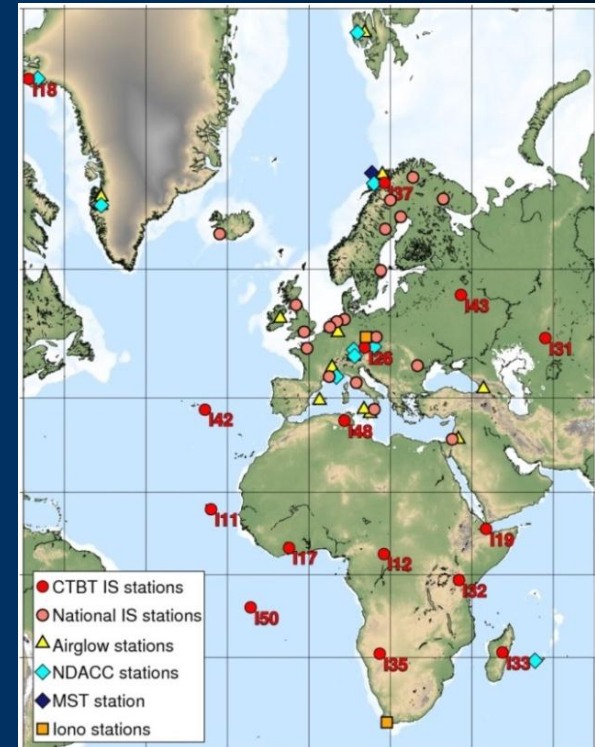 I18
I37
I43
I31
I26
I42
I48
I11
I19
I17
I12
I32
I50
I35
I33
CTBT IS stations
National IS stations
Airglow stations
NDACC stations
MST station
Iono stations